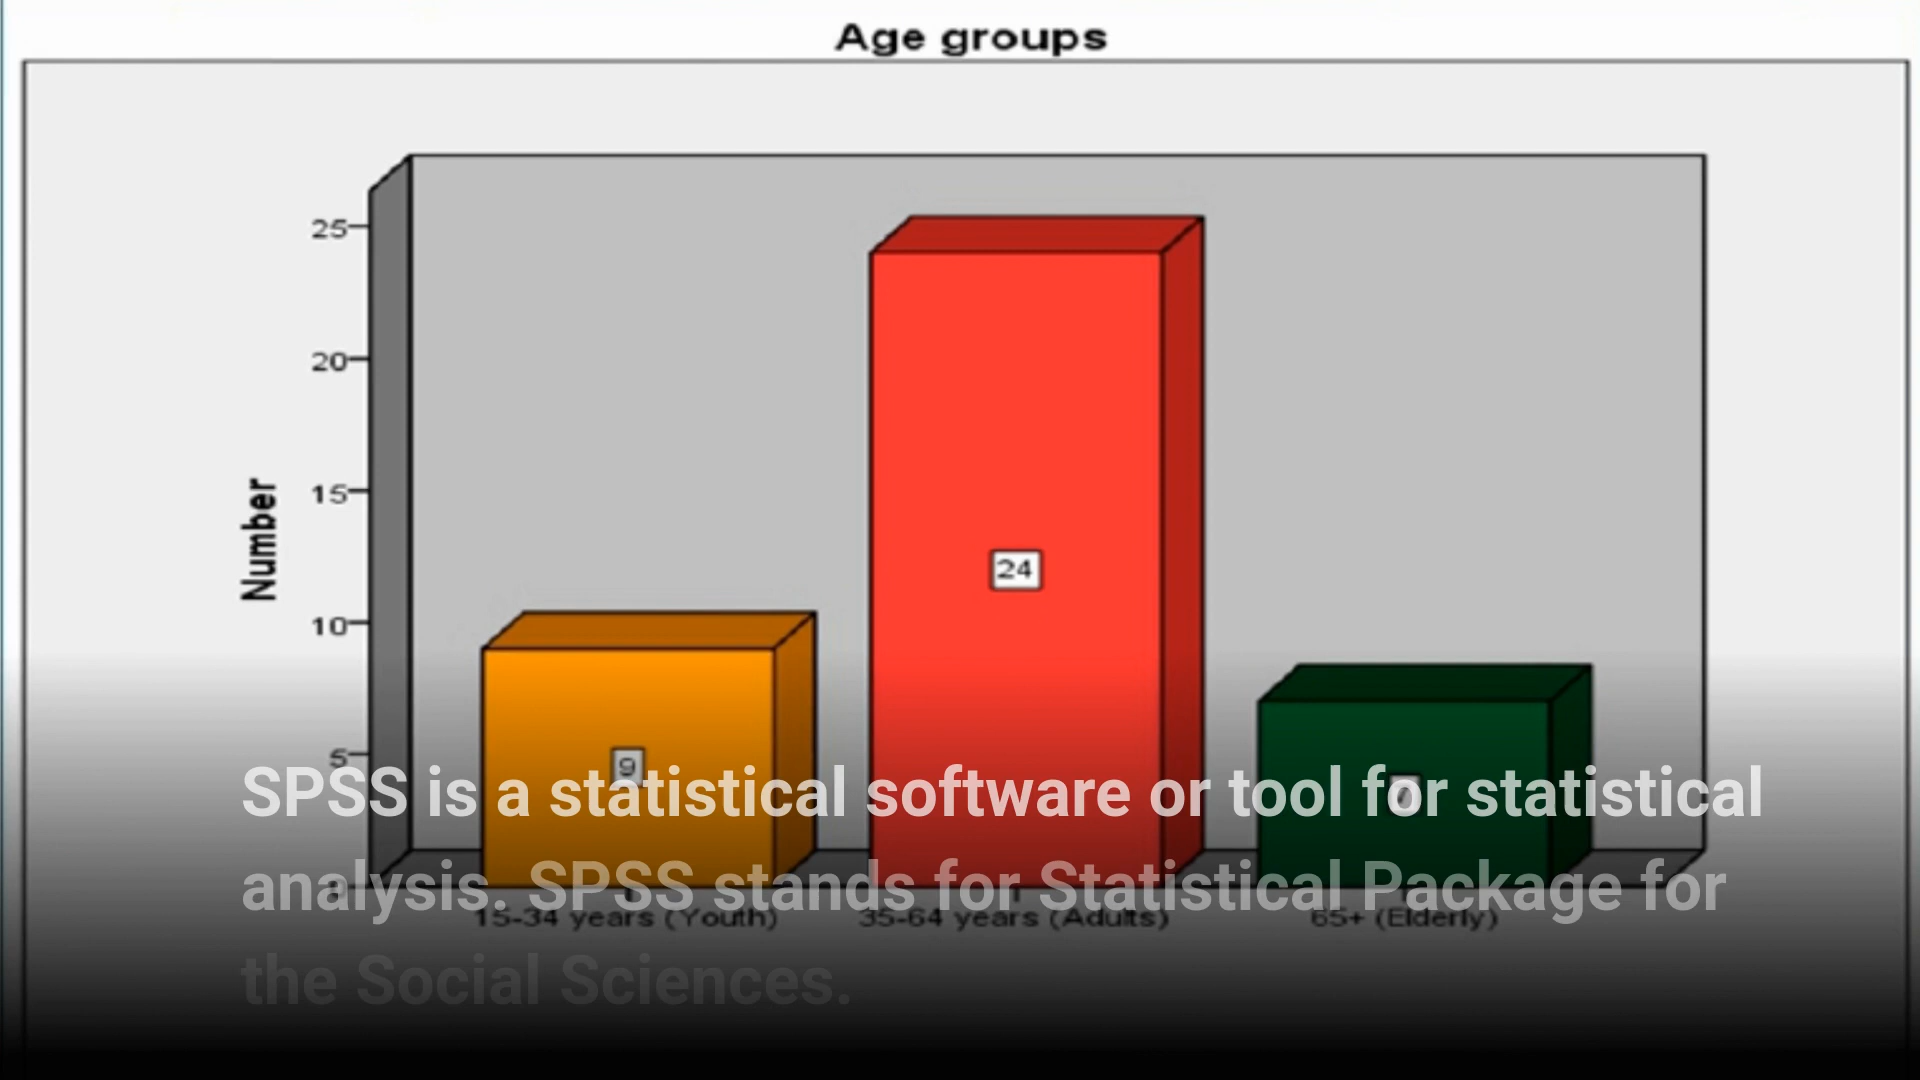 Age groups
25
20
15
10
5
Number
9
24
7
SPSS is a statistical software or tool for statistical
analysis. SPSS stands for Statistical Package for
the Social Sciences.
15-34 years (Youth)
35-64 years (Adults)
65+ (Elderly)